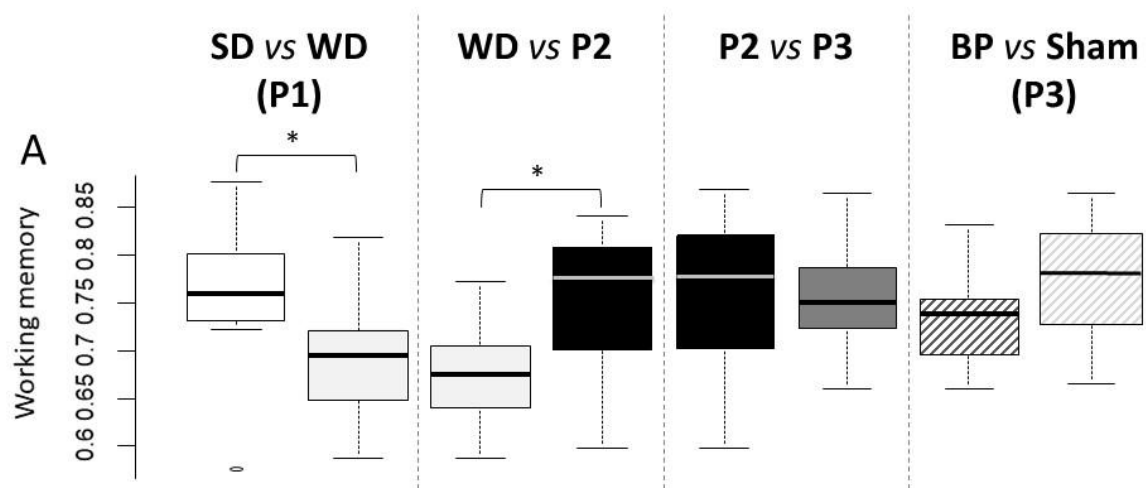 SD vs WD
(P1)
WD vs P2
P2 vs P3
BP vs Sham
(P3)
A
*
*
Working memory
0.6 0.65 0.7 0.75 0.8 0.85